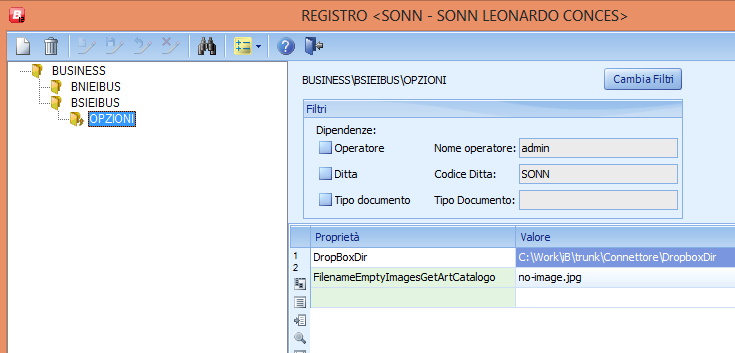 REGISTRO <SONN - SONN LEONARDO CONCES>
BUSINESS
BNIEIBUS
BSIEIBUS
OPZIONI
BUSINESS\BSIEIBUS\OPZIONI
Cambia Filtri
Filtri
Dipendenze:
Operatore Nome operatore: admin
Ditta Codice Ditta: SONN
Tipo documento Tipo Documento:
Proprietà Valore
1 DropBoxDir C:\Work\B\trunk\Connettore\DropboxDir
2 FilenameEmptyImagesGetArtCatalogo no-image.jpg